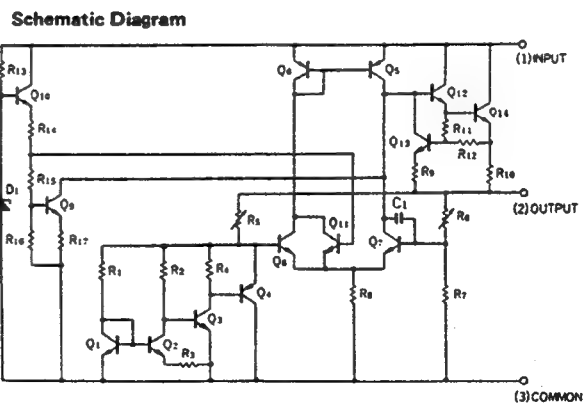 Schematic Diagram
(1)INPUT
R13
Q6
Q5
Q10
Q12
Q14
R14
Q13
R11
R12
R15
R9
R10
D1
Q9
C1
(2)OUTPUT
R5
Q11
R6
R16
R17
Q7
Q8
R1
R2
R4
Q4
R8
R7
Q3
Q1
Q2
R3
(3)COMMON